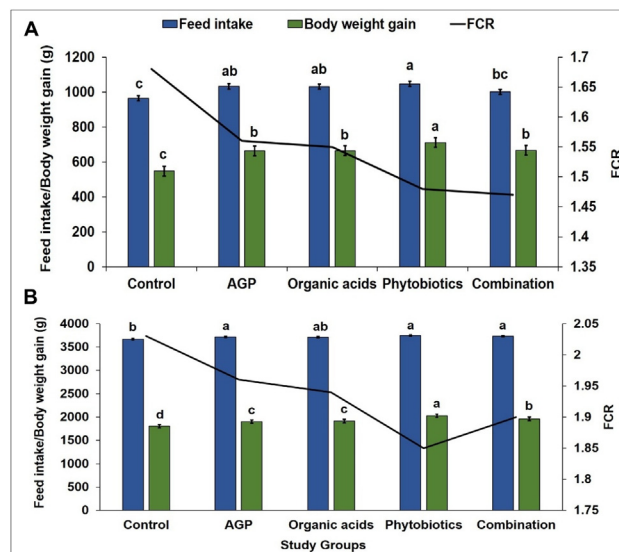 A
Feed intake
Body weight gain
FCR
Feed intake/Body weight gain (g)
1200
1000
800
600
400
200
0
c
c
ab
b
ab
b
a
a
bc
b
1.7
1.65
1.6
1.55
1.5
1.45
1.4
1.35
FCR
Control
AGP
Organic acids
Phytobiotics
Combination
B
Feed intake/Body weight gain (g)
4000
3500
3000
2500
2000
1500
1000
500
0
b
d
a
c
ab
c
a
a
a
b
2.05
2
1.95
1.9
1.85
1.8
1.75
FCR
Control
AGP
Organic acids
Phytobiotics
Combination
Study Groups